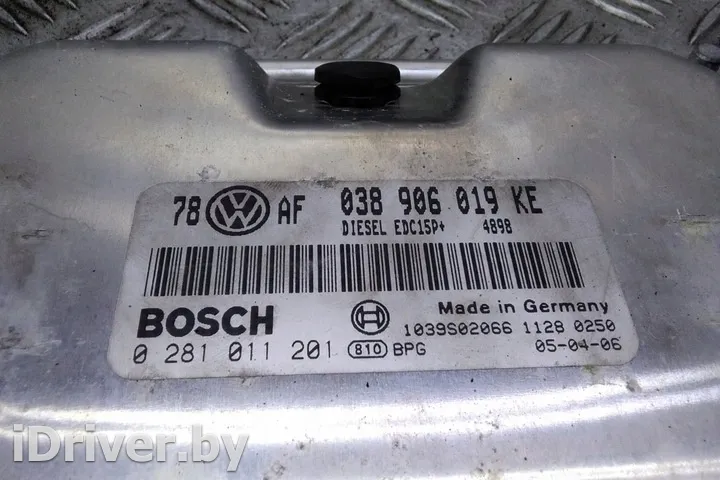 78 VW AF 038 906 019 KE
DIESEL EDC15P+ 4898
BOSCH Made in Germany
1039S02066 1128 0250
0 281 011 201 810 BPG 05-04-06
iDriver.by